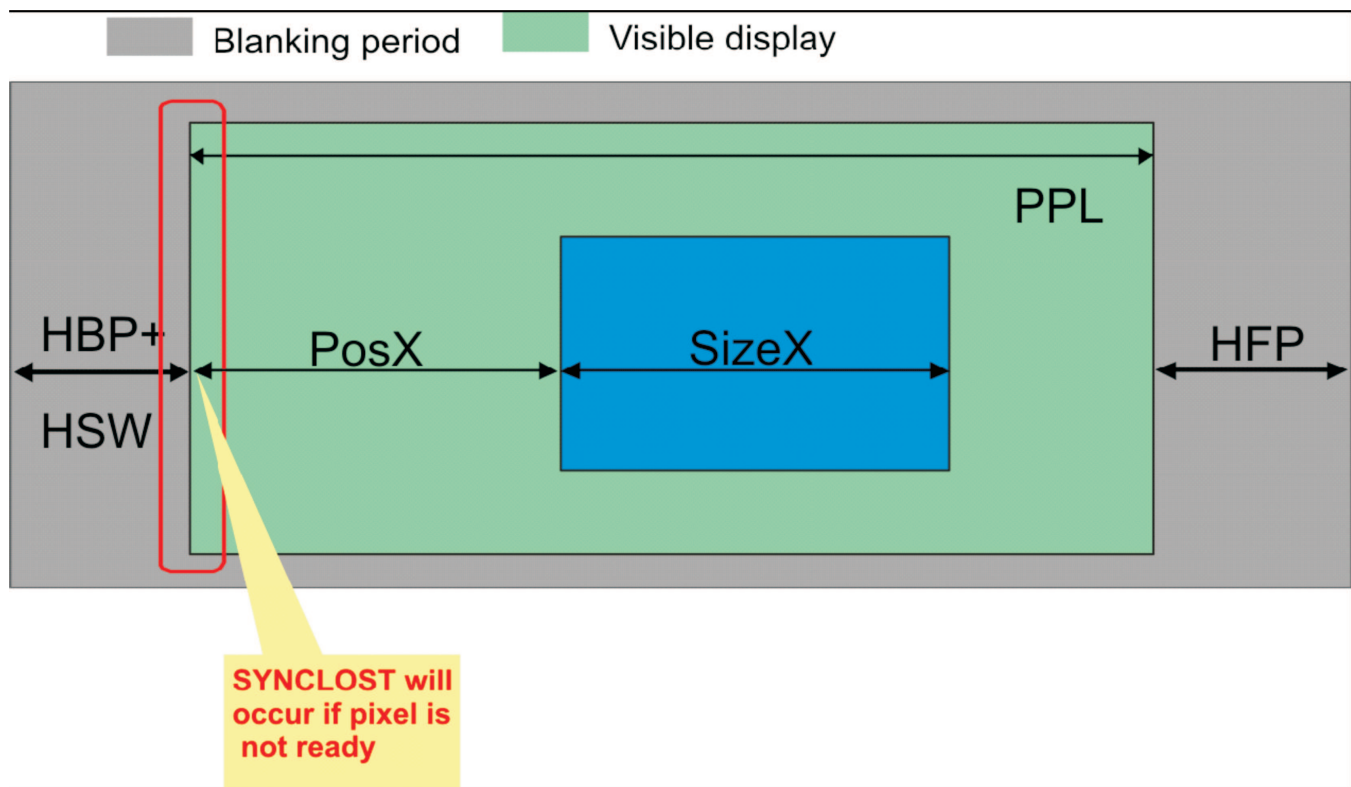 Blanking period
Visible display
PPL
HBP+
HSW
PosX
SizeX
HFP
SYNCLOST will
occur if pixel is
not ready